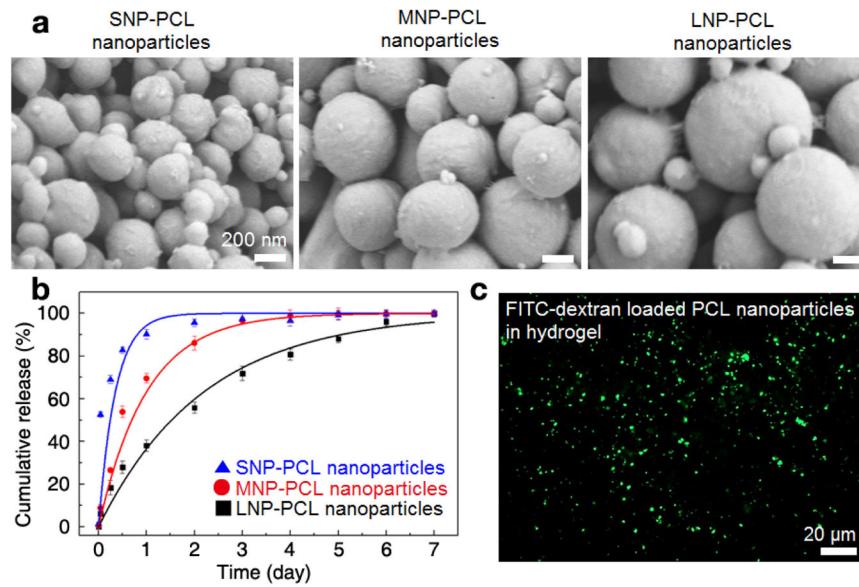 a
SNP-PCL
nanoparticles
MNP-PCL
nanoparticles
LNP-PCL
nanoparticles
200 nm
b
100
80
60
40
20
0
Cumulative release (%)
SNP-PCL nanoparticles
MNP-PCL nanoparticles
LNP-PCL nanoparticles
0 1 2 3 4 5 6 7
Time (day)
c
FITC-dextran loaded PCL nanoparticles
in hydrogel
20 µm